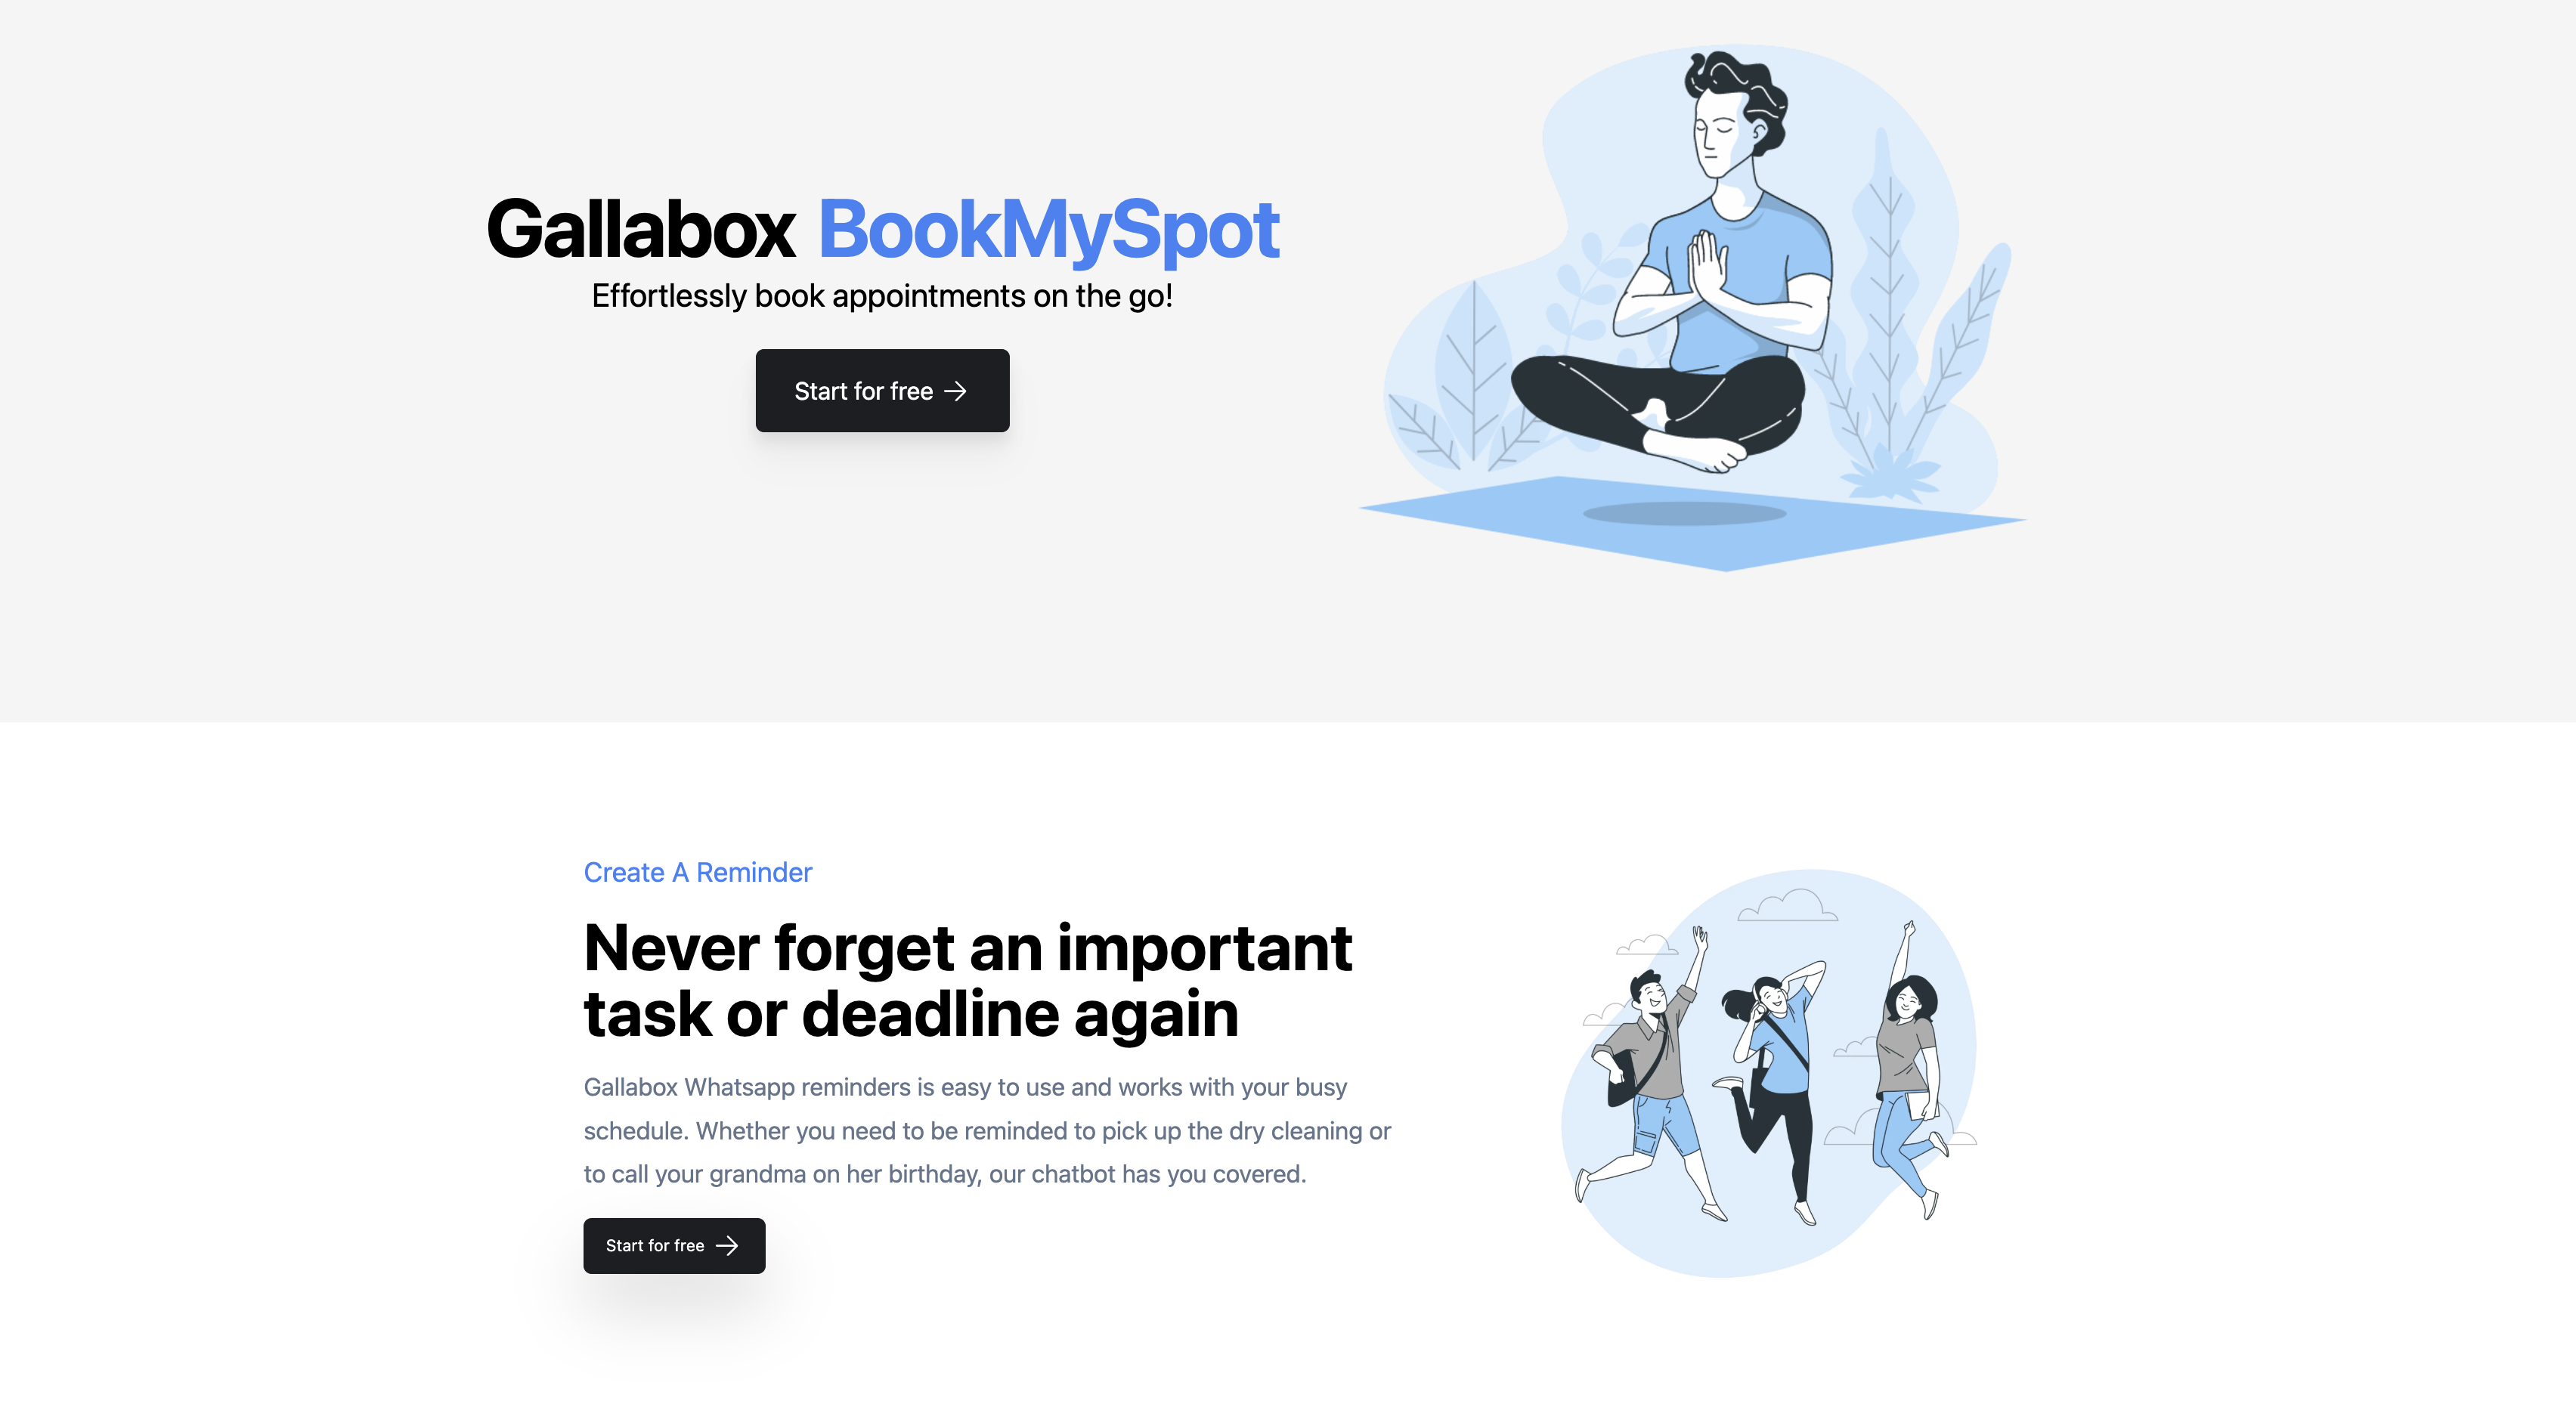 Gallabox BookMySpot
Effortlessly book appointments on the go!
Start for free
Create A Reminder
Never forget an important
task or deadline again
Gallabox Whatsapp reminders is easy to use and works with your busy
schedule. Whether you need to be reminded to pick up the dry cleaning or
to call your grandma on her birthday, our chatbot has you covered.
Start for free